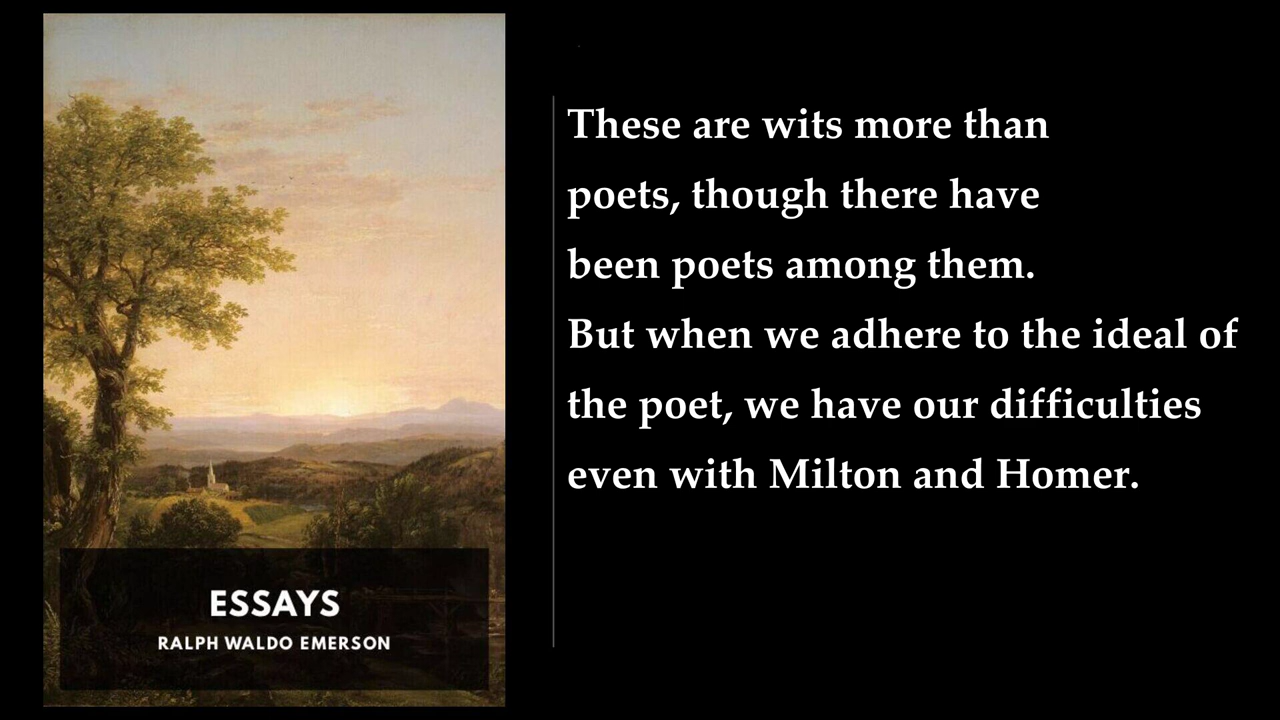 ESSAYS
RALPH WALDO EMERSON
These are wits more than
poets, though there have
been poets among them.
But when we adhere to the ideal of
the poet, we have our difficulties
even with Milton and Homer.